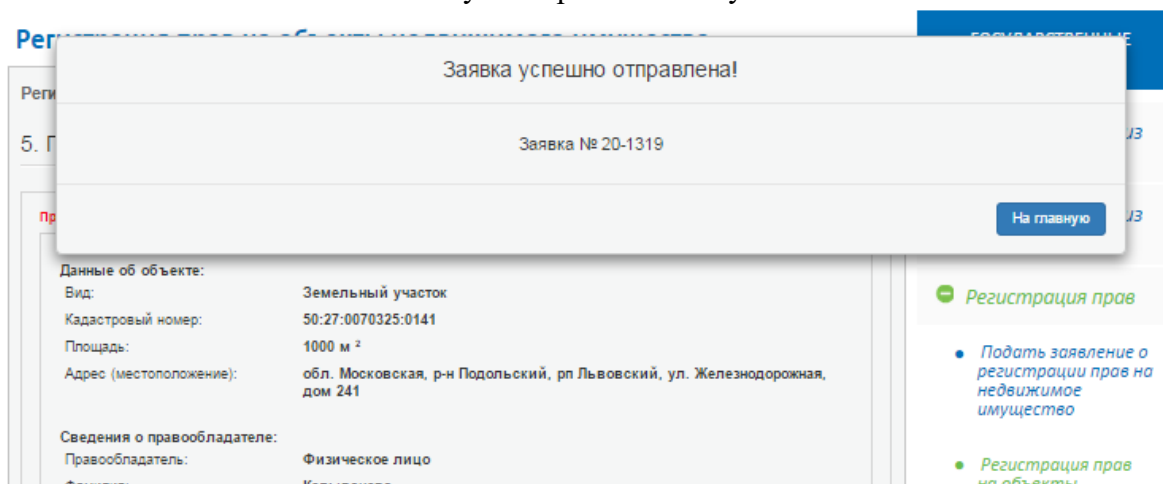 Заявка успешно отправлена!
Заявка № 20-1319
На главную
Данные об объекте:
Вид: Земельный участок
Кадастровый номер: 50:27:0070325:0141
Площадь: 1000 м ²
Адрес (местоположение): обл. Московская, р-н Подольский, рп Львовский, ул. Железнодорожная,
дом 241
Сведения о правообладателе:
Правообладатель: Физическое лицо
Регистрация прав
Подать заявление о
регистрации прав на
недвижимое
имущество
Регистрация прав
на объекты